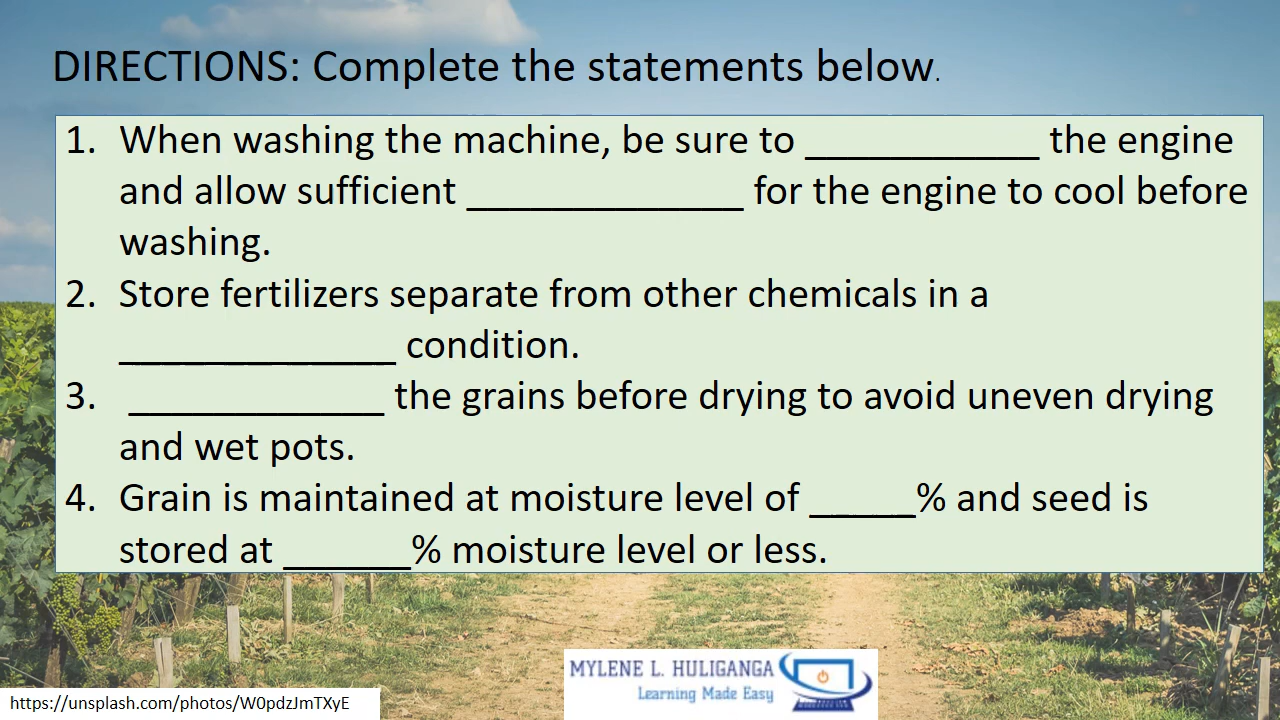 DIRECTIONS: Complete the statements below.
1. When washing the machine, be sure to ___________ the engine
and allow sufficient _____________ for the engine to cool before
washing.
2. Store fertilizers separate from other chemicals in a
_____________ condition.
3. ____________ the grains before drying to avoid uneven drying
and wet pots.
4. Grain is maintained at moisture level of _____% and seed is
stored at ______% moisture level or less.
MYLENE L. HULIGANGA
Learning Made Easy
https://unsplash.com/photos/W0pdzJmTXyE